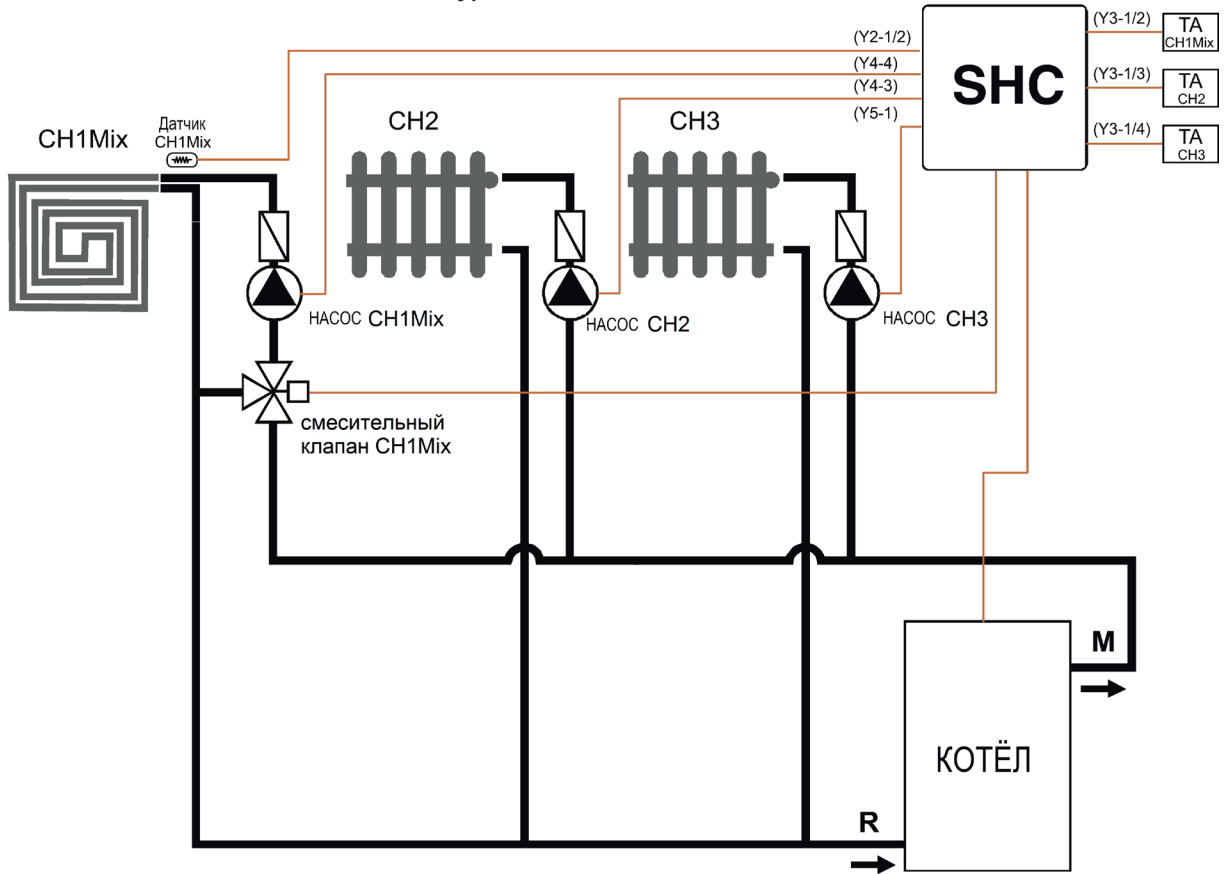 (Y2-1/2)
(Y4-4)
(Y4-3)
(Y5-1)
SHC
(Y3-1/2)
TA
CH1Mix
(Y3-1/3)
TA
CH2
(Y3-1/4)
TA
CH3
CH1Mix
Датчик
CH1Mix
CH2
CH3
НАСОС CH1Mix
НАСОС CH2
НАСОС CH3
смесительный
клапан CH1Mix
M
КОТЁЛ
R